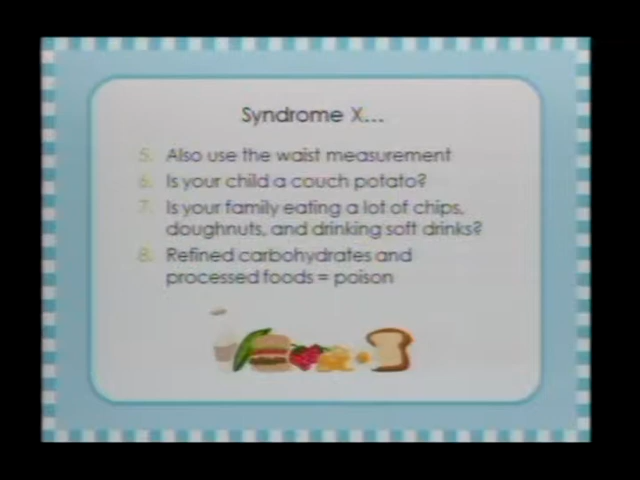 Syndrome X...
5. Also use the waist measurement
6. Is your child a couch potato?
7. Is your family eating a lot of chips,
doughnuts, and drinking soft drinks?
8. Refined carbohydrates and
processed foods = poison